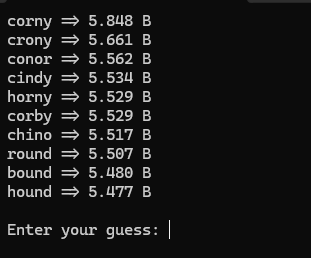 corny => 5.848 B
crony => 5.661 B
conor => 5.562 B
cindy => 5.534 B
horny => 5.529 B
corby => 5.529 B
chino => 5.517 B
round => 5.507 B
bound => 5.480 B
hound => 5.477 B
Enter your guess: